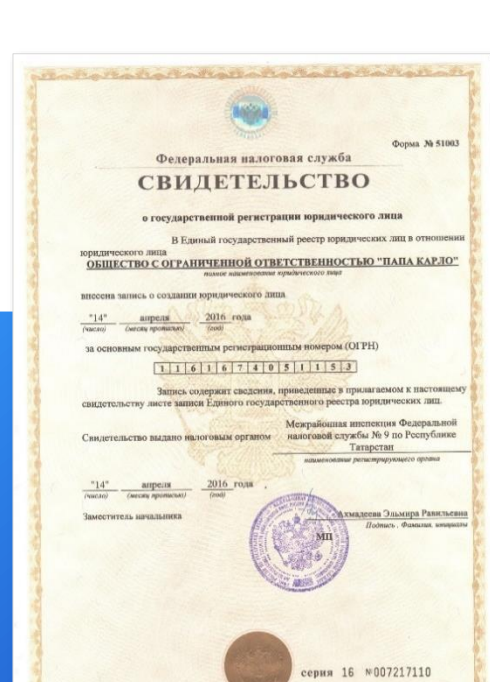 Форма № 51003
Федеральная налоговая служба
СВИДЕТЕЛЬСТВО
о государственной регистрации юридического лица
В Единый государственный реестр юридических лиц в отношении
юридического лица
ОБЩЕСТВО С ОГРАНИЧЕННОЙ ОТВЕТСТВЕННОСТЬЮ "ПАПА КАРЛО"
полное наименование юридического лица
внесена запись о создании юридического лица
"14" апреля 2016 года
(число) (месяц прописью) (год)
за основным государственным регистрационным номером (ОГРН)
1 1 6 1 6 7 4 0 5 1 1 5 3
Запись содержит сведения, приведенные в прилагаемом к настоящему
свидетельству листе записи Единого государственного реестра юридических лиц.
Свидетельство выдано налоговым органом
Межрайонная инспекция Федеральной
налоговой службы № 9 по Республике
Татарстан
наименование регистрирующего органа
"14" апреля 2016 года
(число) (месяц прописью) (год)
Заместитель начальника
Ахмадеева Эльмира Равильевна
Подпись, Фамилия, инициалы
МП
серия 16 №007217110